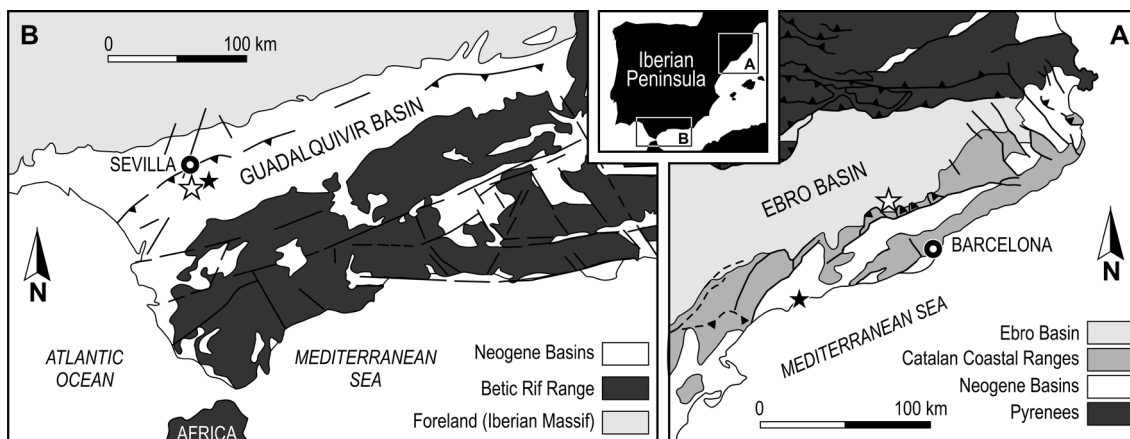 B
0 100 km
SEVILLA
GUADALQUIVIR BASIN
N
ATLANTIC
OCEAN
MEDITERRANEAN
SEA
AFRICA
Neogene Basins
Betic Rif Range
Foreland (Iberian Massif)
Iberian
Peninsula
A
B
A
EBRO BASIN
BARCELONA
N
MEDITERRANEAN SEA
Ebro Basin
Catalan Coastal Ranges
Neogene Basins
Pyrenees
0 100 km